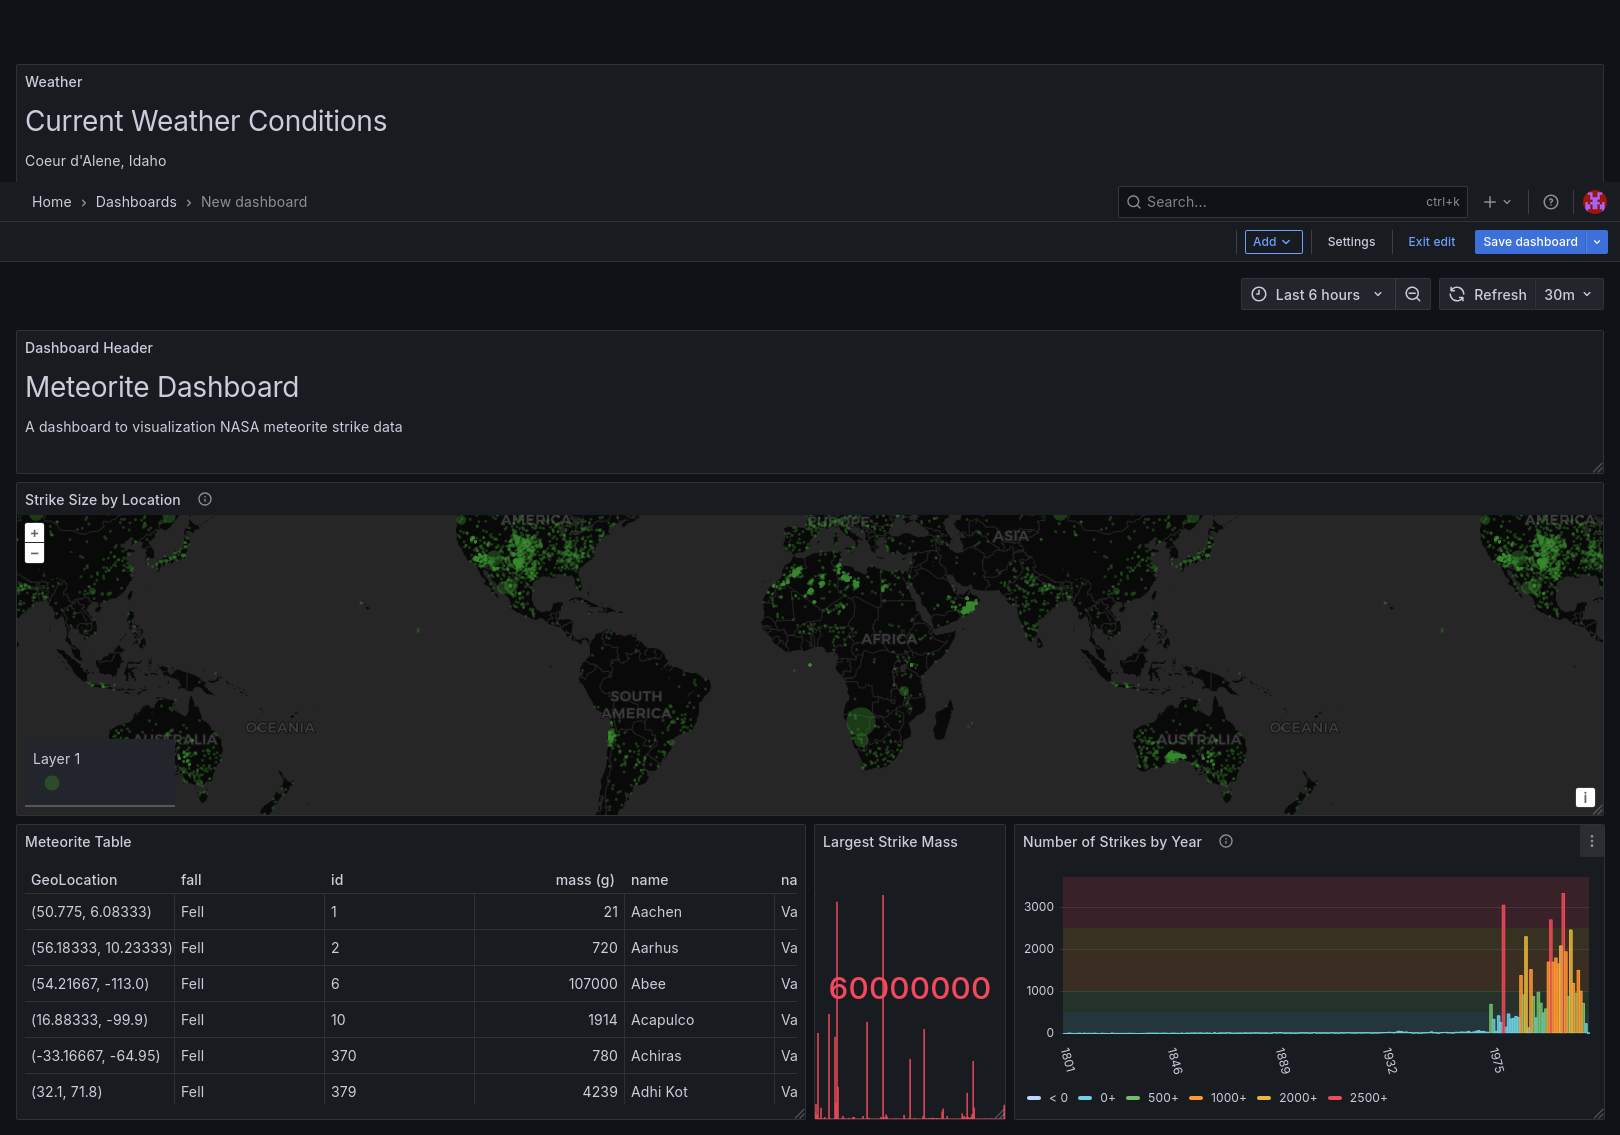 Weather
Current Weather Conditions
Coeur d'Alene, Idaho
Home › Dashboards › New dashboard
Search... ctrl+k
Add Settings Exit edit Save dashboard
Last 6 hours Refresh 30m
Dashboard Header
Meteorite Dashboard
A dashboard to visualization NASA meteorite strike data
Strike Size by Location
+
−
AMERICA EUROPE ASIA AMERICA
AFRICA
SOUTH
AMERICA
OCEANIA OCEANIA
AUSTRALIA AUSTRALIA
Layer 1
i
Meteorite Table
GeoLocation fall id mass (g) name na
(50.775, 6.08333) Fell 1 21 Aachen Va
(56.18333, 10.23333) Fell 2 720 Aarhus Va
(54.21667, -113.0) Fell 6 107000 Abee Va
(16.88333, -99.9) Fell 10 1914 Acapulco Va
(-33.16667, -64.95) Fell 370 780 Achiras Va
(32.1, 71.8) Fell 379 4239 Adhi Kot Va
Largest Strike Mass
60000000
Number of Strikes by Year
3000
2000
1000
0
1801 1846 1889 1932 1975
< 0 0+ 500+ 1000+ 2000+ 2500+